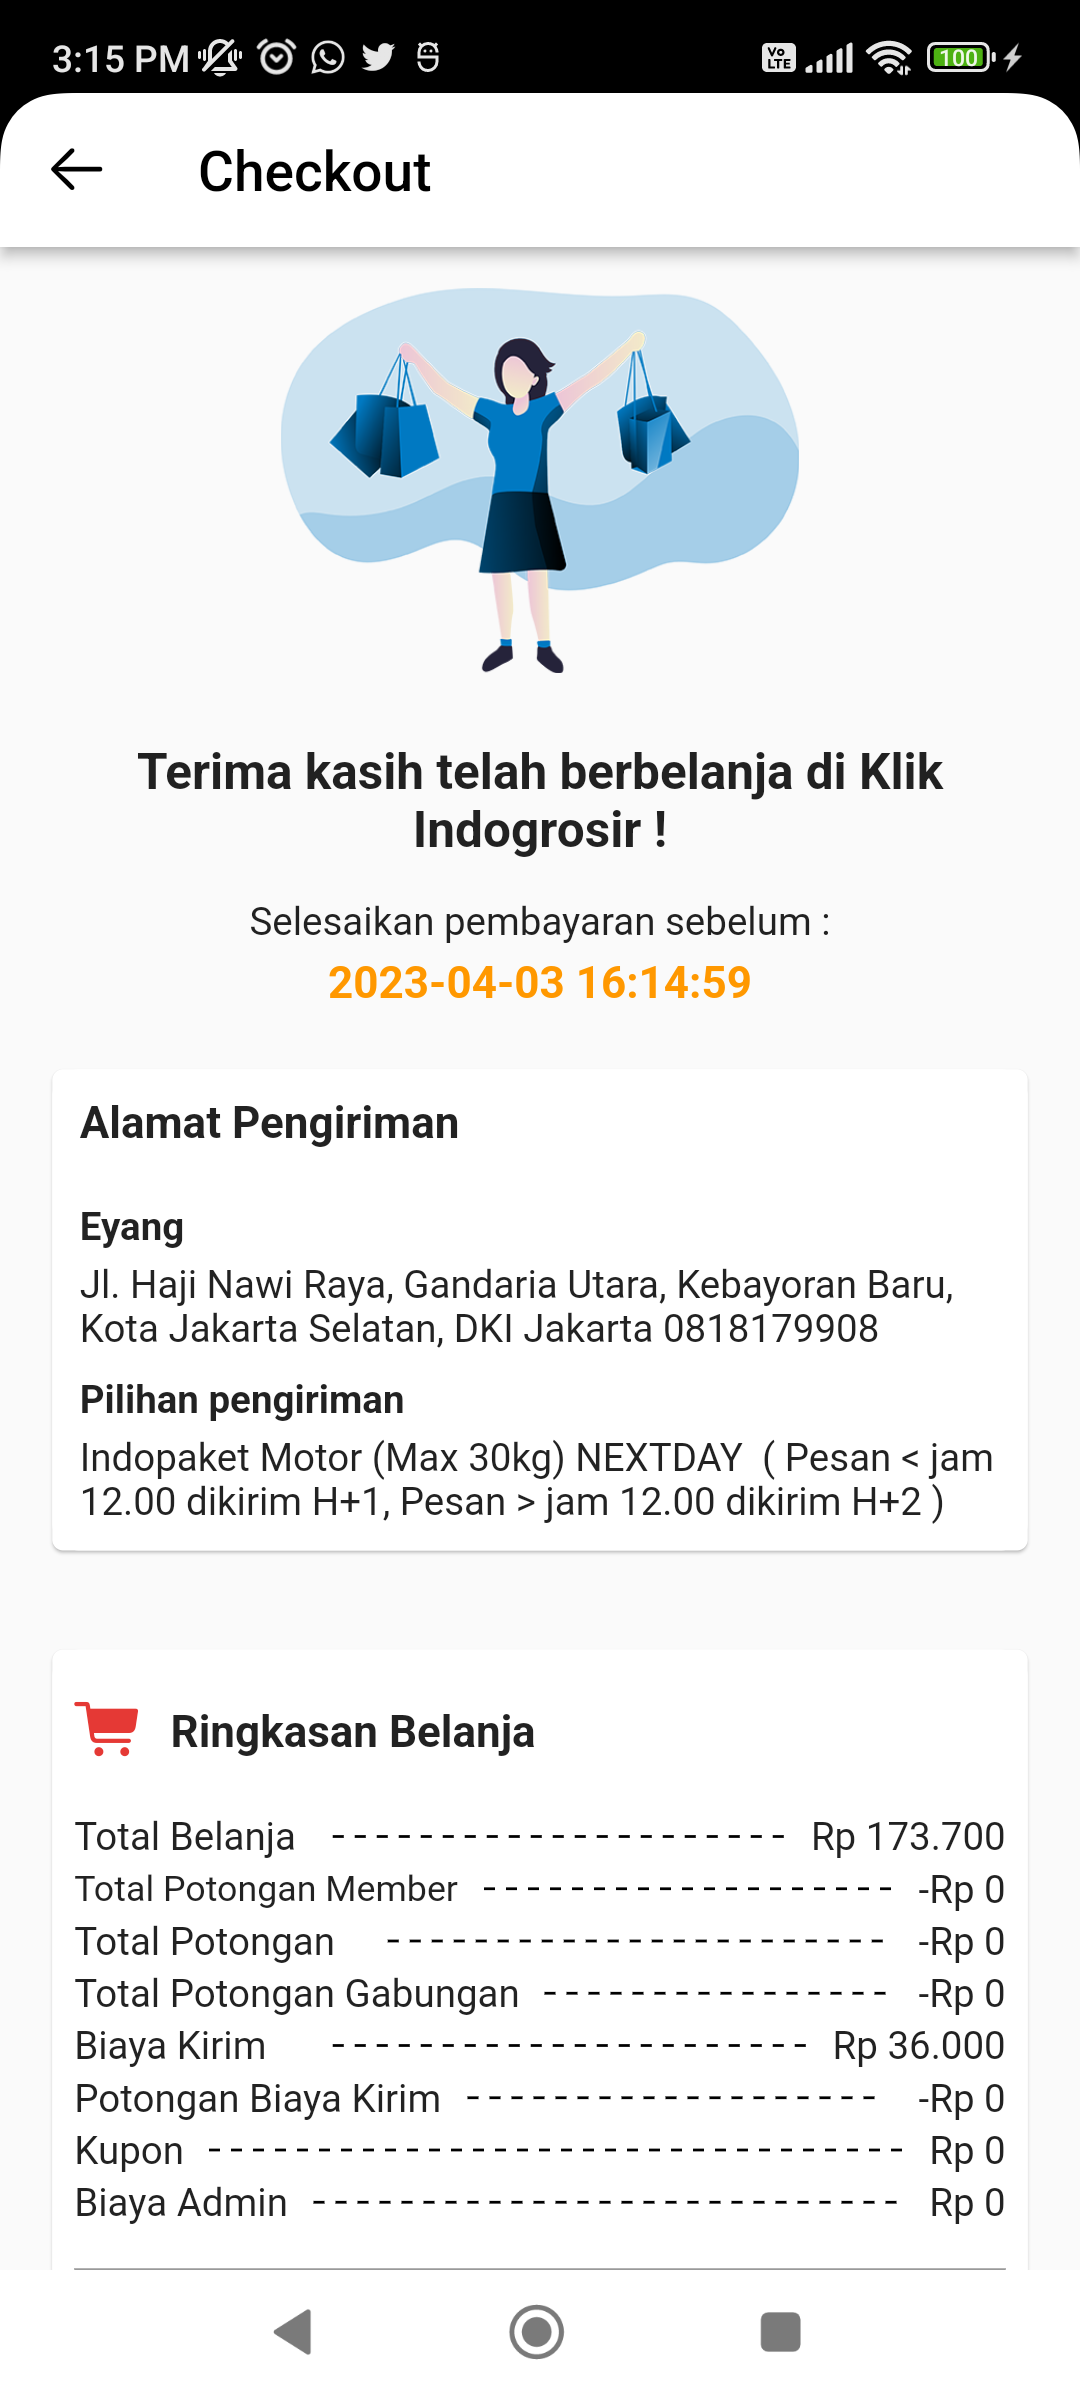 3:15 PM
Vo LTE
100
Checkout
Terima kasih telah berbelanja di Klik
Indogrosir !
Selesaikan pembayaran sebelum :
2023-04-03 16:14:59
Alamat Pengiriman
Eyang
Jl. Haji Nawi Raya, Gandaria Utara, Kebayoran Baru,
Kota Jakarta Selatan, DKI Jakarta 0818179908
Pilihan pengiriman
Indopaket Motor (Max 30kg) NEXTDAY  ( Pesan < jam
12.00 dikirim H+1, Pesan > jam 12.00 dikirim H+2 )
Ringkasan Belanja
Total Belanja --------------------- Rp 173.700
Total Potongan Member ------------------- -Rp 0
Total Potongan ----------------------- -Rp 0
Total Potongan Gabungan ---------------- -Rp 0
Biaya Kirim ---------------------- Rp 36.000
Potongan Biaya Kirim ------------------- -Rp 0
Kupon -------------------------------- Rp 0
Biaya Admin --------------------------- Rp 0